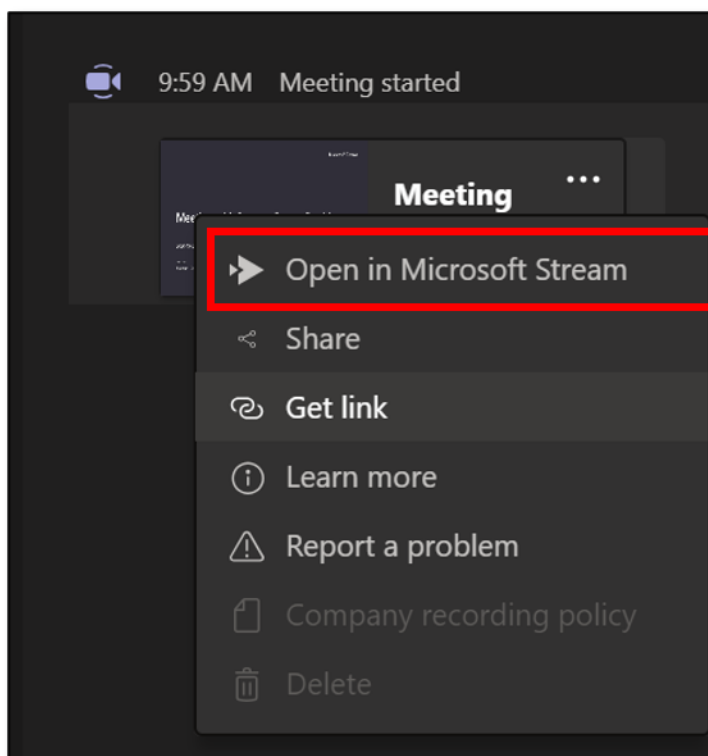 9:59 AM Meeting started
Meeting
Open in Microsoft Stream
Share
Get link
Learn more
Report a problem
Company recording policy
Delete